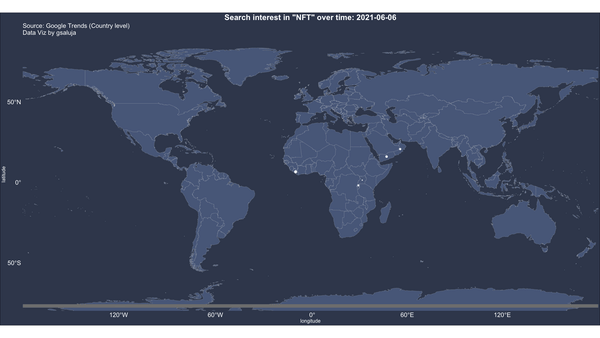 Search interest in "NFT" over time: 2021-06-06
Source: Google Trends (Country level)
Data Viz by gsaluja
50°N
latitude
0°
50°S
120°W
60°W
0°
60°E
120°E
longitude